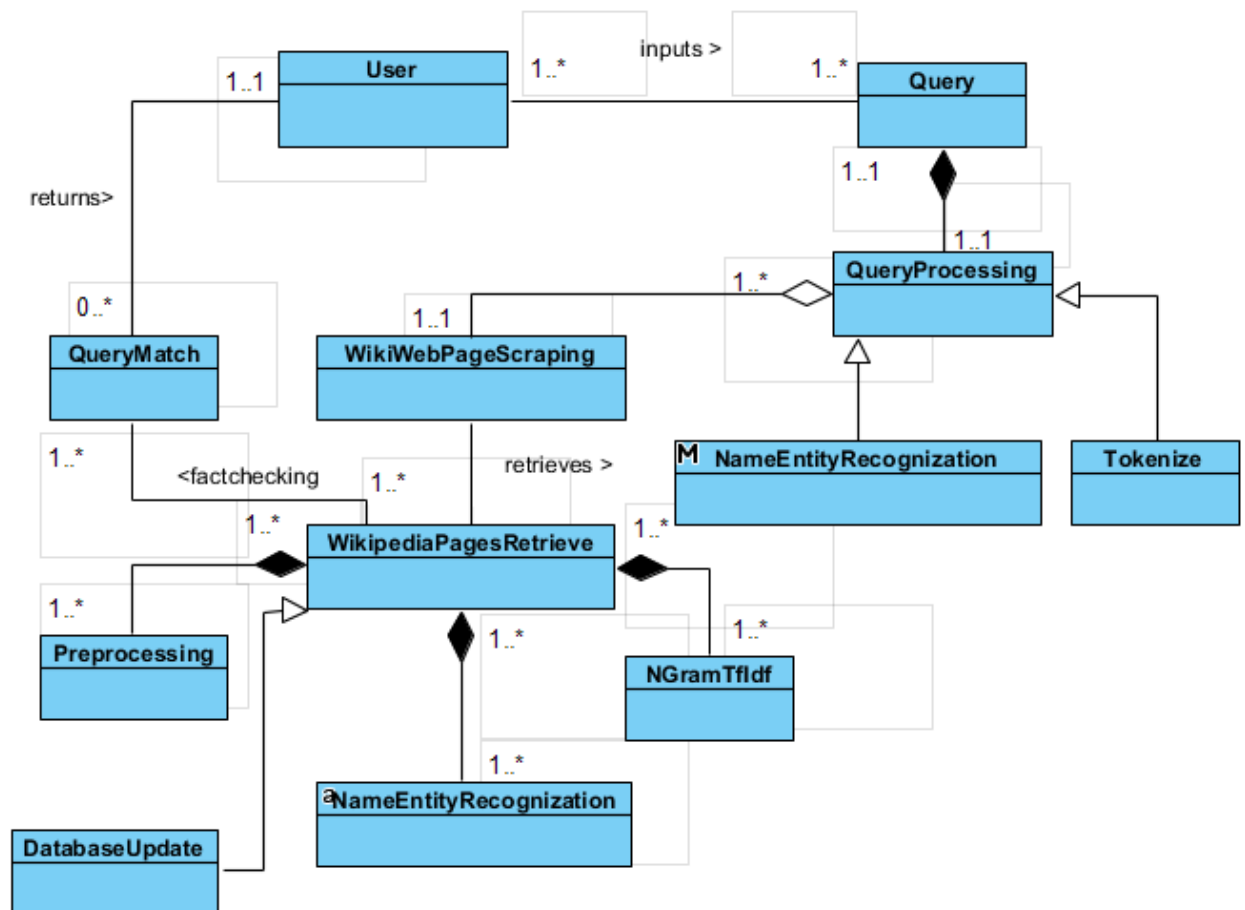 inputs >
User
1..1
1..*
1..*
Query
1..1
returns>
1..1
QueryProcessing
1..*
0..*
1..1
QueryMatch
WikiWebPageScraping
M
NameEntityRecognization
Tokenize
1..*
<factchecking
retrieves >
1..*
1..*
1..*
WikipediaPagesRetrieve
1..*
Preprocessing
1..*
1..*
NGramTfIdf
1..*
a
NameEntityRecognization
DatabaseUpdate